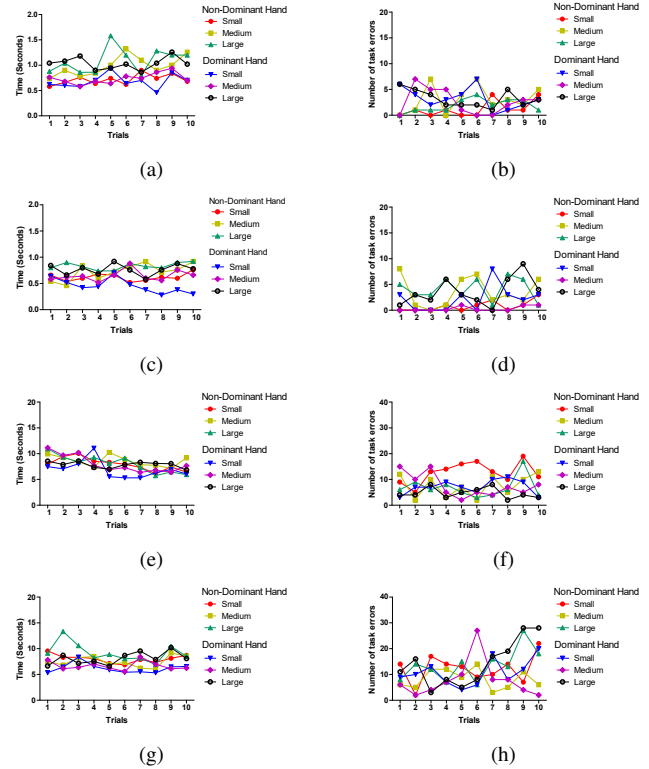 Non-Dominant Hand
Small
Medium
Large
Dominant Hand
Small
Medium
Large
Time (Seconds)
2.0
1.5
1.0
0.5
0.0
1 2 3 4 5 6 7 8 9 10
Trials
(a)
Non-Dominant Hand
Small
Medium
Large
Dominant Hand
Small
Medium
Large
Number of task errors
20
15
10
5
0
1 2 3 4 5 6 7 8 9 10
Trials
(b)
Non-Dominant Hand
Small
Medium
Large
Dominant Hand
Small
Medium
Large
Time (Seconds)
2.0
1.5
1.0
0.5
0.0
1 2 3 4 5 6 7 8 9 10
Trials
(c)
Non-Dominant Hand
Small
Medium
Large
Dominant Hand
Small
Medium
Large
Number of task errors
20
15
10
5
0
1 2 3 4 5 6 7 8 9 10
Trials
(d)
Non-Dominant Hand
Small
Medium
Large
Dominant Hand
Small
Medium
Large
Time (Seconds)
20
15
10
5
0
1 2 3 4 5 6 7 8 9 10
Trials
(e)
Non-Dominant Hand
Small
Medium
Large
Dominant Hand
Small
Medium
Large
Number of task errors
40
30
20
10
0
1 2 3 4 5 6 7 8 9 10
Trials
(f)
Non-Dominant Hand
Small
Medium
Large
Dominant Hand
Small
Medium
Large
Time (Seconds)
20
15
10
5
0
1 2 3 4 5 6 7 8 9 10
Trials
(g)
Non-Dominant Hand
Small
Medium
Large
Dominant Hand
Small
Medium
Large
Number of task errors
40
30
20
10
0
1 2 3 4 5 6 7 8 9 10
Trials
(h)